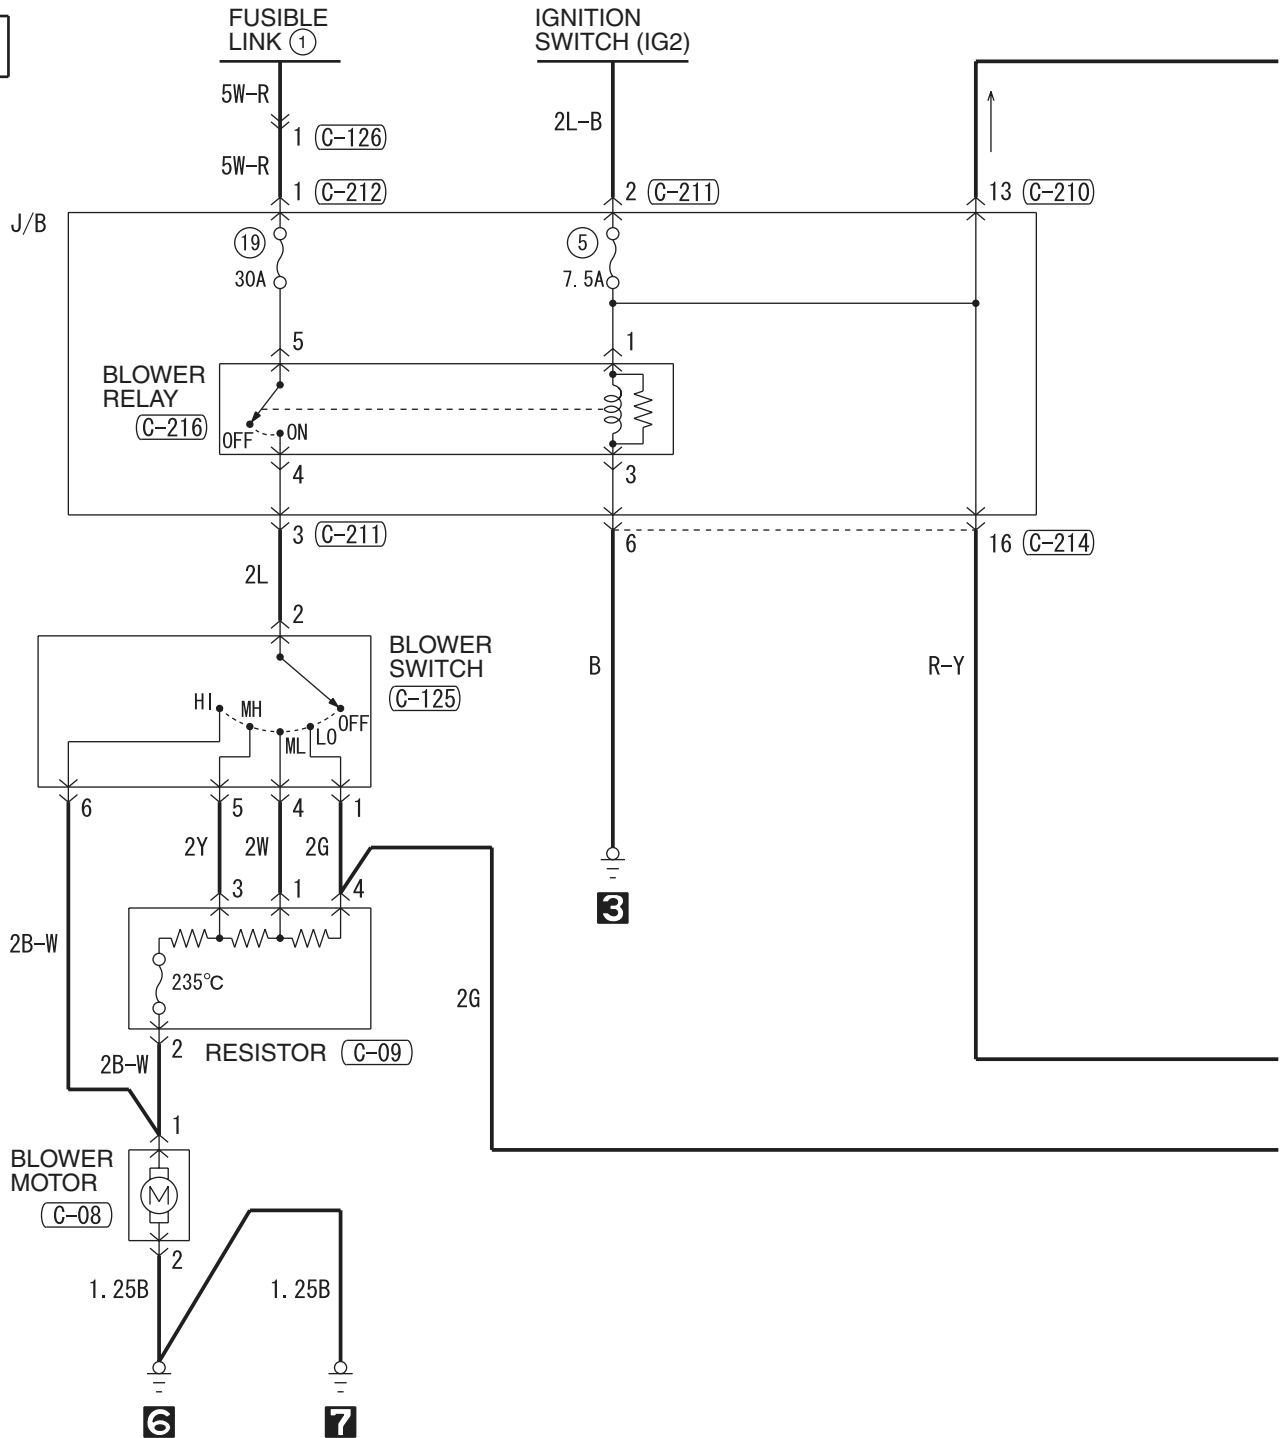 FUSIBLE
LINK ①
IGNITION
SWITCH (IG2)
5W-R
2L-B
1 C-126
5W-R
1 C-212
2 C-211
13 C-210
J/B
19
5
30A
7.5A
5
1
BLOWER
RELAY
C-216
OFF
ON
4
3
3 C-211
6
16 C-214
2L
2
BLOWER
SWITCH
C-125
B
R-Y
HI
MH
ML
LO
OFF
6
5
4
1
2Y
2W
2G
3
1
4
3
2B-W
235℃
2G
2
RESISTOR C-09
2B-W
1
BLOWER
MOTOR
M
C-08
2
1.25B
1.25B
6
7